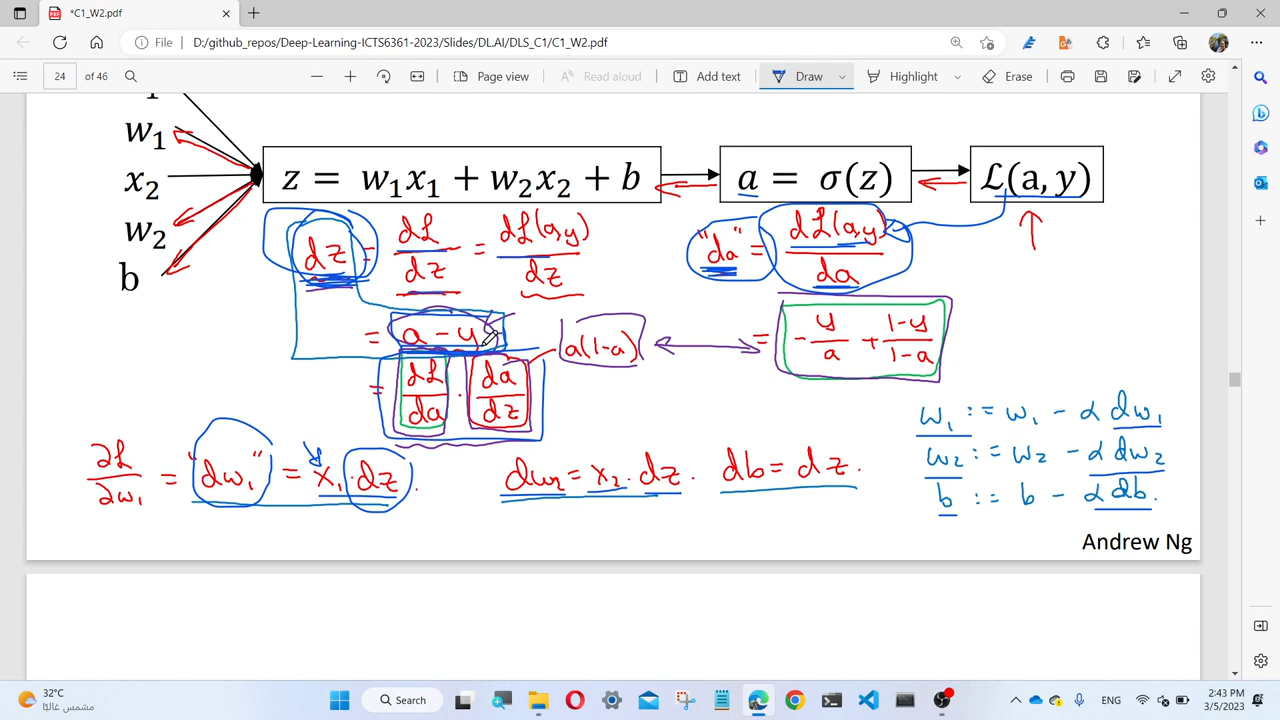 *C1_W2.pdf
File D:/github_repos/Deep-Learning-ICTS6361-2023/Slides/DL.AI/DLS_C1/C1_W2.pdf
24 of 46 Page view Read aloud Add text Draw Highlight Erase
w₁
x₂
w₂
b
z = w₁x₁ + w₂x₂ + b
a = σ(z)
ℒ(a, y)
dz = dℒ/dz = dℒ(a,y)/dz
"da" = dℒ(a,y)/da
= a - y
a(1-a)
= -y/a + 1-y/1-a
= dℒ/da · da/dz
∂ℒ/∂w₁ = "dw₁" = x₁·dz.
dw₂ = x₂·dz.
db = dz.
w₁ := w₁ - α dw₁
w₂ := w₂ - α dw₂
b := b - α db.
Andrew Ng
32°C
مشمس غالبًا
Search
ENG
2:43 PM
3/5/2023